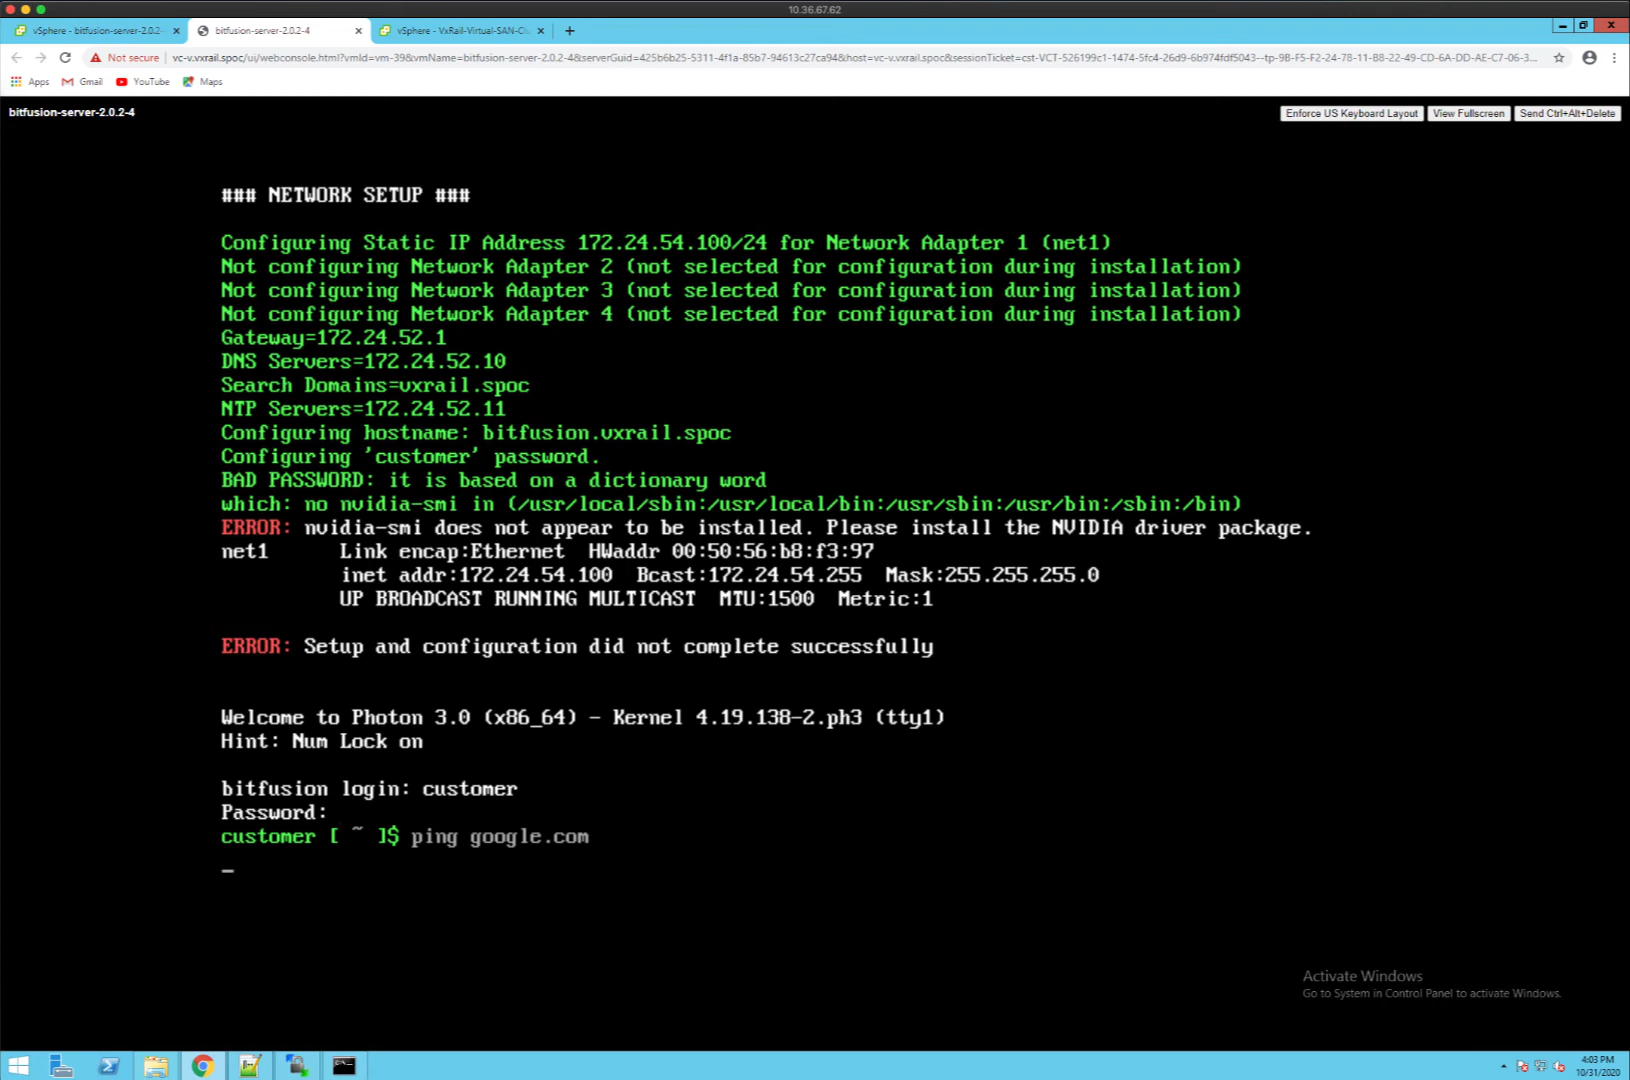 10.36.67.62
vSphere - bitfusion-server-2.0.2-
bitfusion-server-2.0.2-4
vSphere - VxRail-Virtual-SAN-Cl
Not secure
vc-v.vxrail.spoc/ui/webconsole.html?vmId=vm-39&vmName=bitfusion-server-2.0.2-4&serverGuid=425b6b25-5311-4f1a-85b7-94613c27ca94&host=vc-v.vxrail.spoc&sessionTicket=cst-VCT-526199c1-1474-5fc4-26d9-6b974fdf5043--tp-9B-F5-F2-24-78-11-B8-22-49-CD-6A-DD-AE-C7-06-3...
Apps Gmail YouTube Maps
bitfusion-server-2.0.2-4
Enforce US Keyboard Layout View Fullscreen Send Ctrl+Alt+Delete
### NETWORK SETUP ###
Configuring Static IP Address 172.24.54.100/24 for Network Adapter 1 (net1)
Not configuring Network Adapter 2 (not selected for configuration during installation)
Not configuring Network Adapter 3 (not selected for configuration during installation)
Not configuring Network Adapter 4 (not selected for configuration during installation)
Gateway=172.24.52.1
DNS Servers=172.24.52.10
Search Domains=vxrail.spoc
NTP Servers=172.24.52.11
Configuring hostname: bitfusion.vxrail.spoc
Configuring 'customer' password.
BAD PASSWORD: it is based on a dictionary word
which: no nvidia-smi in (/usr/local/sbin:/usr/local/bin:/usr/sbin:/usr/bin:/sbin:/bin)
ERROR: nvidia-smi does not appear to be installed. Please install the NVIDIA driver package.
net1 Link encap:Ethernet HWaddr 00:50:56:b8:f3:97
inet addr:172.24.54.100 Bcast:172.24.54.255 Mask:255.255.255.0
UP BROADCAST RUNNING MULTICAST MTU:1500 Metric:1
ERROR: Setup and configuration did not complete successfully
Welcome to Photon 3.0 (x86_64) - Kernel 4.19.138-2.ph3 (tty1)
Hint: Num Lock on
bitfusion login: customer
Password:
customer [ ~ ]$ ping google.com
_
Activate Windows
Go to System in Control Panel to activate Windows.
4:03 PM
10/31/2020